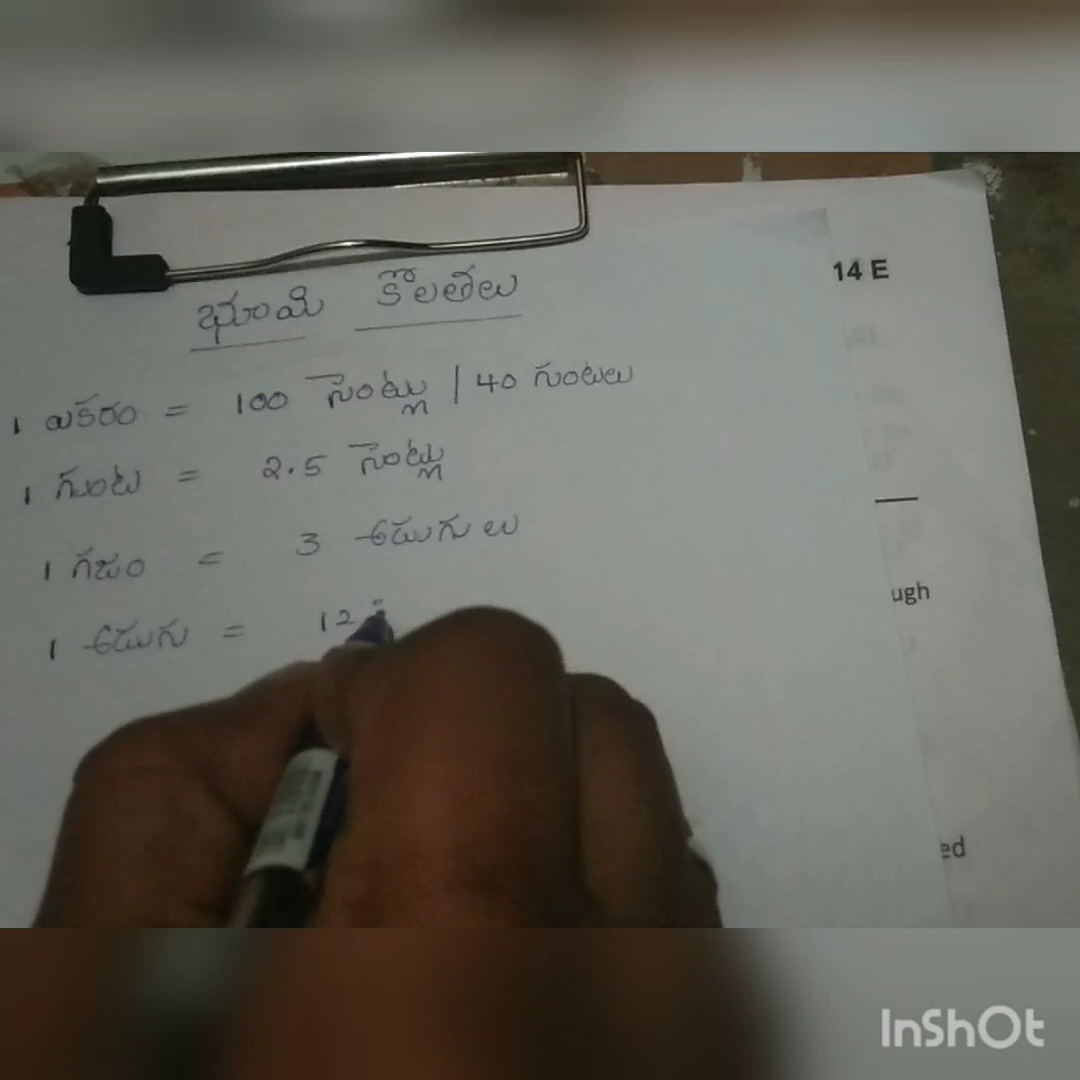 భూమి కొలతలు
14 E
1 ఎకరం = 100 సెంట్లు / 40 గుంటలు
1 గుంట = 2.5 సెంట్లు
1 గజం = 3 అడుగులు
ugh
1 అడుగు = 12
ed
InShOt